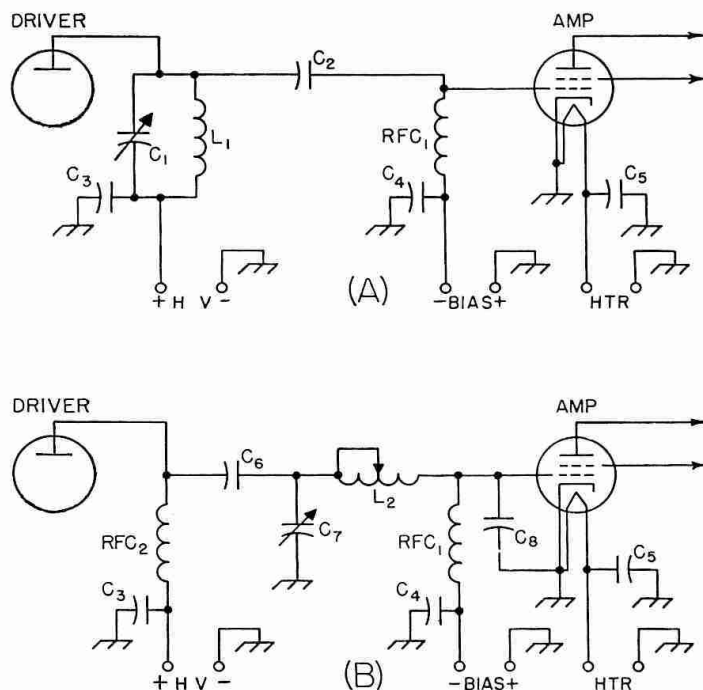 DRIVER
AMP
C2
C1
L1
RFC1
C3
C4
C5
+ H V -
(A)
-BIAS+
HTR
DRIVER
AMP
C6
L2
C7
RFC2
RFC1
C8
C3
C4
C5
+ H V -
(B)
-BIAS+
HTR